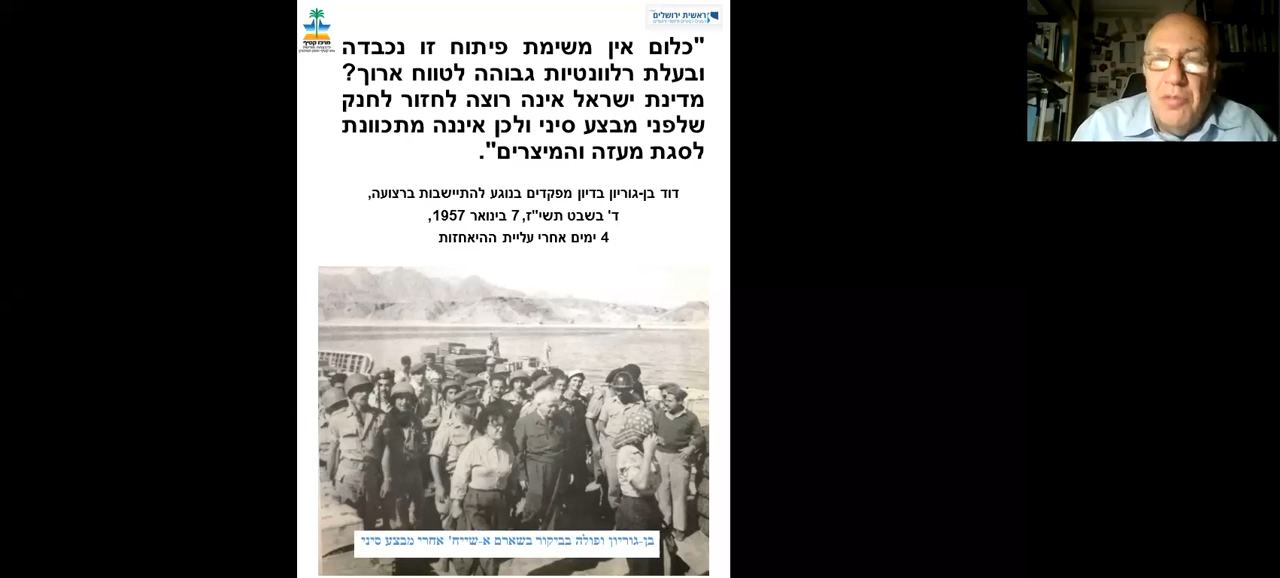 ראשית ירושלים
מרכז קטיף
"כלום אין משימת פיתוח זו נכבדה
ובעלת רלוונטיות גבוהה לטווח ארוך?
מדינת ישראל אינה רוצה לחזור לחנק
שלפני מבצע סיני ולכן איננה מתכוונת
לסגת מעזה והמיצרים".
דוד בן-גוריון בדיון מפקדים בנוגע להתיישבות ברצועה,
ד' בשבט תשי"ז, 7 בינואר 1957,
4 ימים אחרי עליית ההיאחזות
בן-גוריון ופולה בביקור בשארם א-שייח' אחרי מבצע סיני